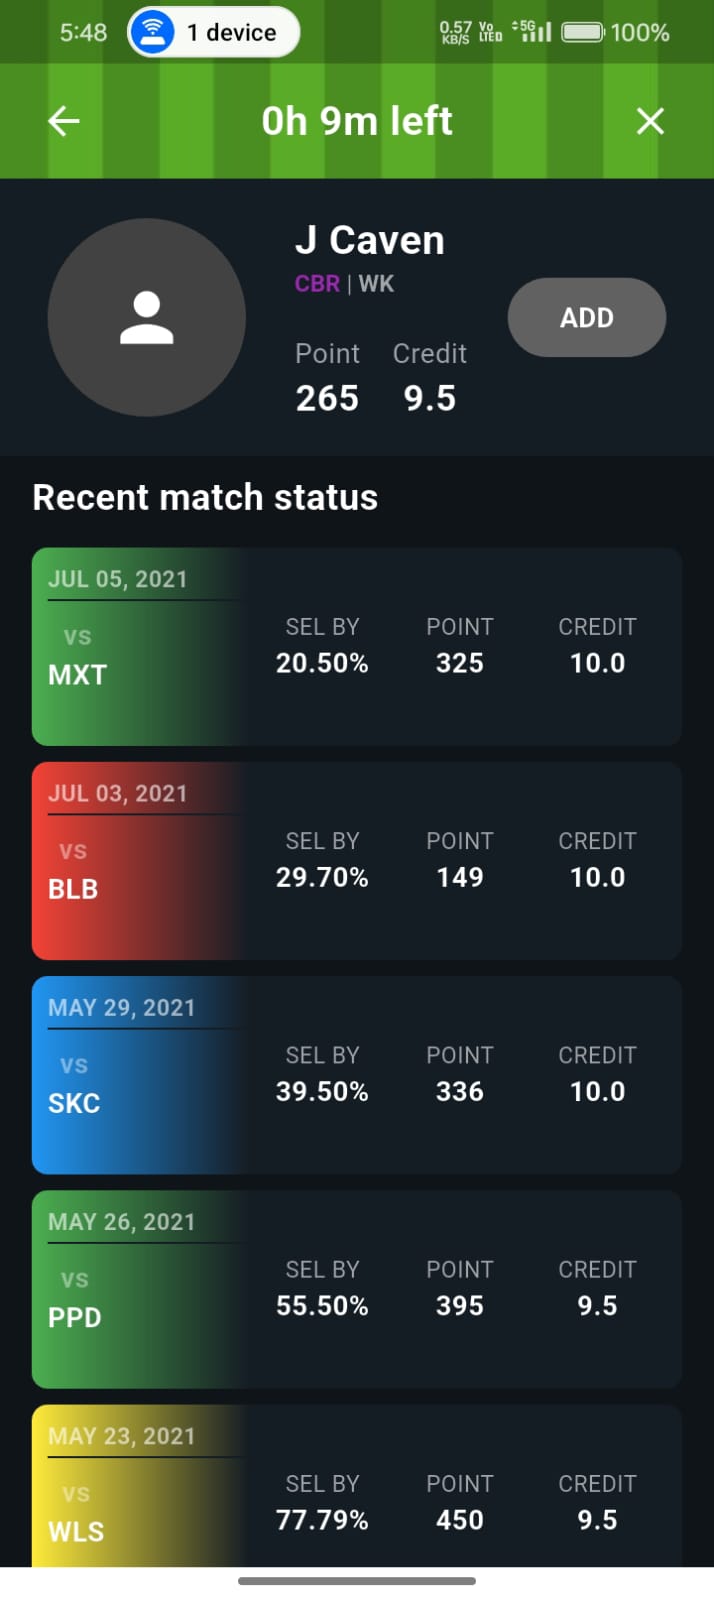 5:48 1 device 0.57 KB/S Vo LTED 5G 100%
0h 9m left
J Caven
CBR | WK
ADD
Point Credit
265 9.5
Recent match status
JUL 05, 2021
VS
MXT
SEL BY POINT CREDIT
20.50% 325 10.0
JUL 03, 2021
VS
BLB
SEL BY POINT CREDIT
29.70% 149 10.0
MAY 29, 2021
VS
SKC
SEL BY POINT CREDIT
39.50% 336 10.0
MAY 26, 2021
VS
PPD
SEL BY POINT CREDIT
55.50% 395 9.5
MAY 23, 2021
VS
WLS
SEL BY POINT CREDIT
77.79% 450 9.5